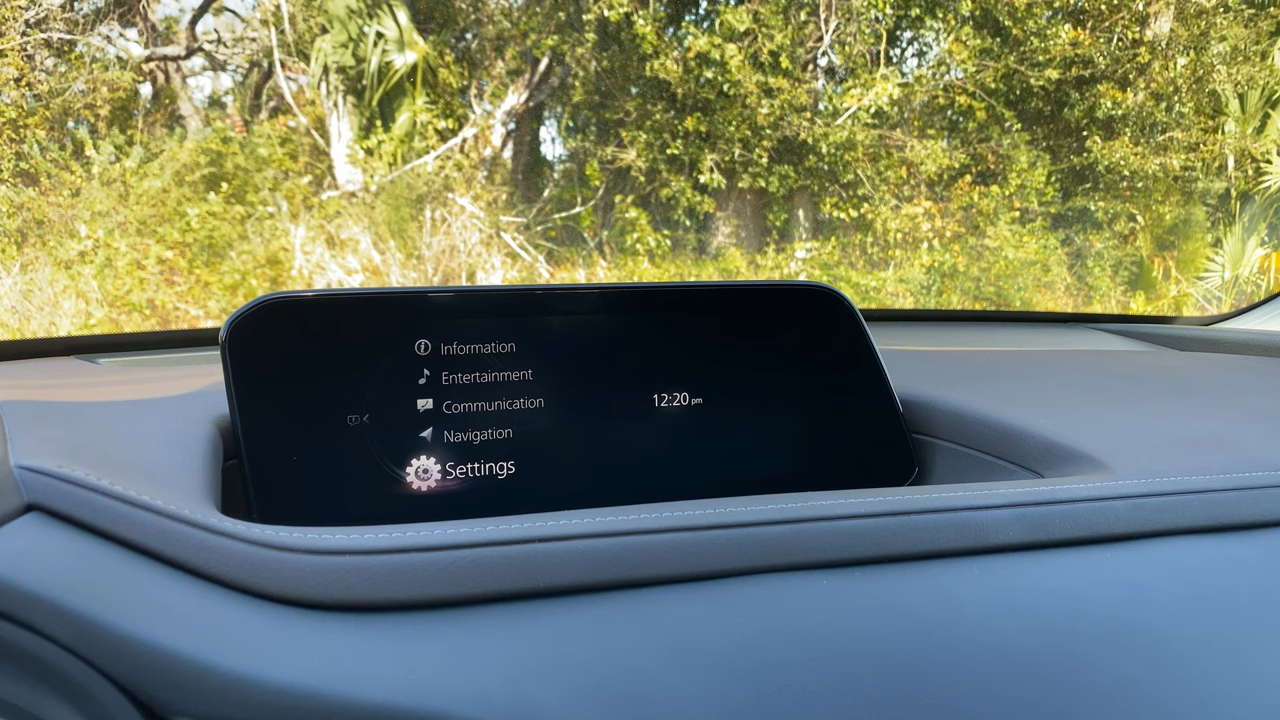 Information
Entertainment
Communication
12:20 pm
Navigation
Settings